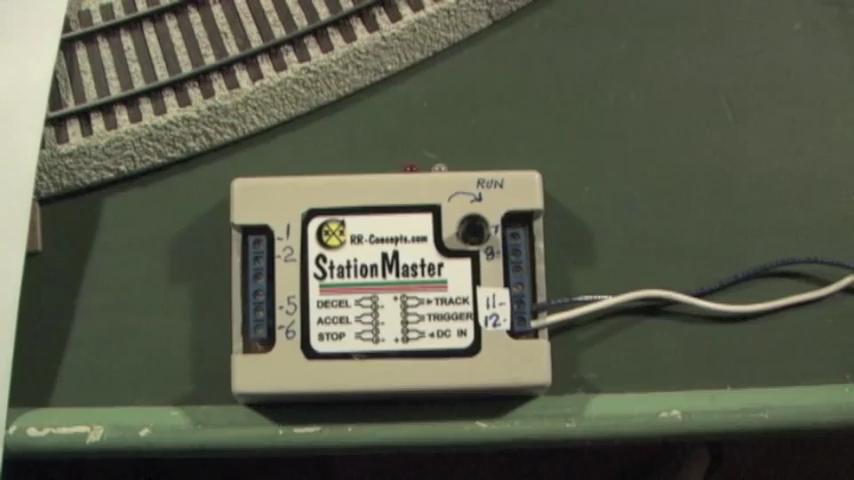 RUN
1
2
5
6
7
8
11-
12-
RR-Concepts.com
StationMaster
DECEL - + TRACK
ACCEL - TRIGGER
STOP - + DC IN